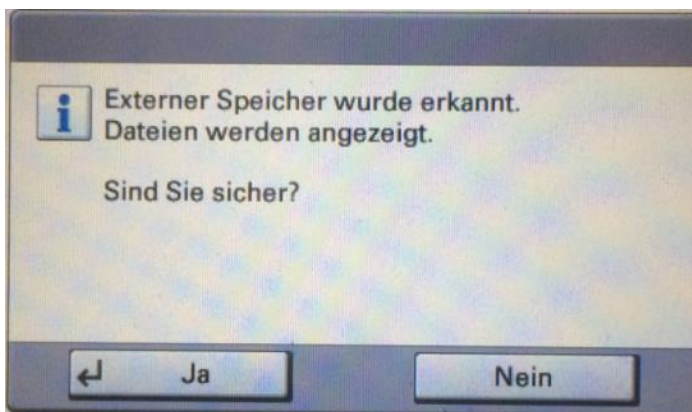 Externer Speicher wurde erkannt.
Dateien werden angezeigt.
Sind Sie sicher?
Ja
Nein